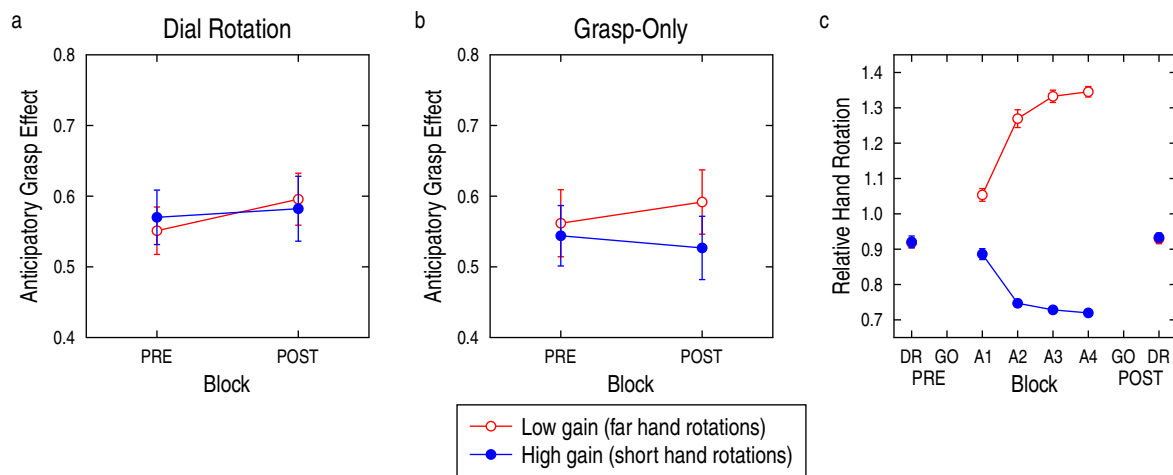 a
Dial Rotation
0.8
0.7
0.6
0.5
0.4
Anticipatory Grasp Effect
PRE
POST
Block
b
Grasp-Only
0.8
0.7
0.6
0.5
0.4
Anticipatory Grasp Effect
PRE
POST
Block
c
1.4
1.3
1.2
1.1
1.0
0.9
0.8
0.7
Relative Hand Rotation
DR GO A1 A2 A3 A4 GO DR
PRE Block POST
Low gain (far hand rotations)
High gain (short hand rotations)